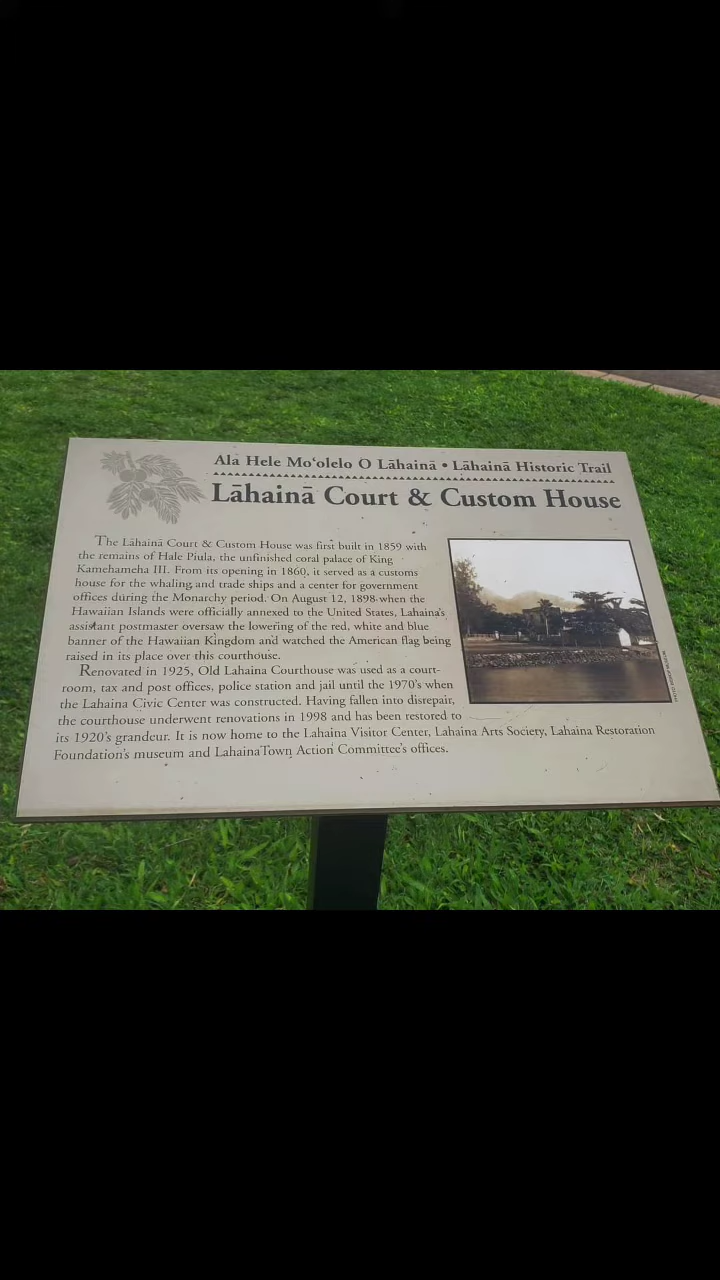 Ala Hele Mo‘olelo O Lāhainā • Lāhainā Historic Trail
Lāhainā Court & Custom House
The Lāhainā Court & Custom House was first built in 1859 with
the remains of Hale Piula, the unfinished coral palace of King
Kamehameha III. From its opening in 1860, it served as a customs
house for the whaling and trade ships and a center for government
offices during the Monarchy period. On August 12, 1898 when the
Hawaiian Islands were officially annexed to the United States, Lahaina's
assistant postmaster oversaw the lowering of the red, white and blue
banner of the Hawaiian Kingdom and watched the American flag being
raised in its place over this courthouse.
Renovated in 1925, Old Lahaina Courthouse was used as a court-
room, tax and post offices, police station and jail until the 1970's when
the Lahaina Civic Center was constructed. Having fallen into disrepair,
the courthouse underwent renovations in 1998 and has been restored to
its 1920's grandeur. It is now home to the Lahaina Visitor Center, Lahaina Arts Society, Lahaina Restoration
Foundation's museum and LahainaTown Action Committee's offices.
PHOTO: BISHOP MUSEUM